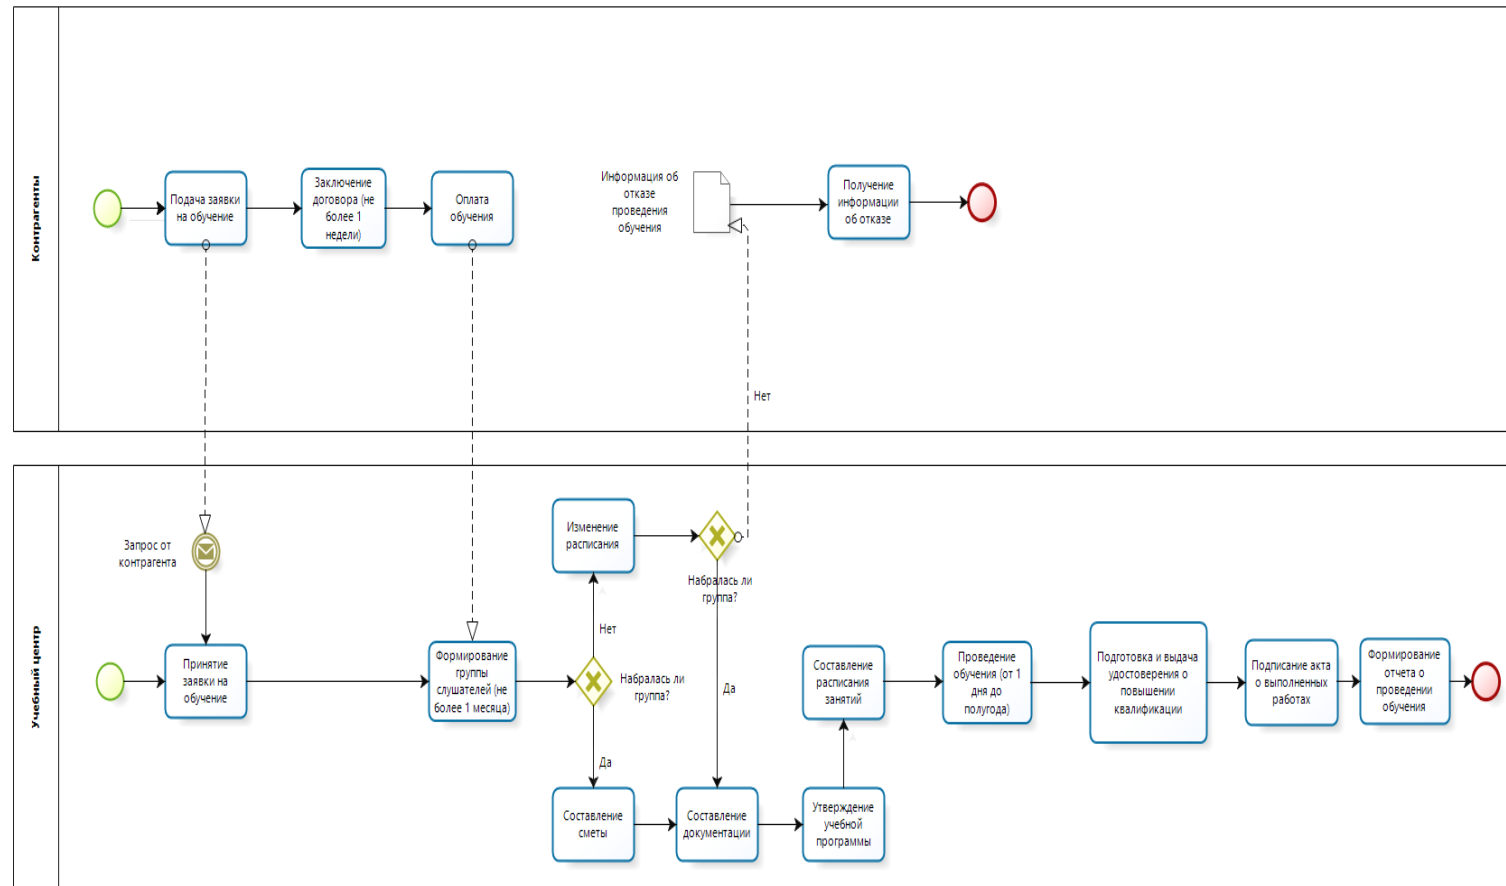 Контрагенты
Подача заявки
на обучение
Заключение
договора (не
более 1
недели)
Оплата
обучения
Информация об
отказе
проведения
обучения
Получение
информации
об отказе
Нет
Учебный центр
Запрос от
контрагента
Принятие
заявки на
обучение
Формирование
группы
слушателей (не
более 1 месяца)
Изменение
расписания
Нет
Набралась ли
группа?
Да
Набралась ли
группа?
Да
Составление
сметы
Составление
документации
Утверждение
учебной
программы
Составление
расписания
занятий
Проведение
обучения (от 1
дня до
полугода)
Подготовка и выдача
удостоверения о
повышении
квалификации
Подписание акта
о выполненных
работах
Формирование
отчета о
проведении
обучения